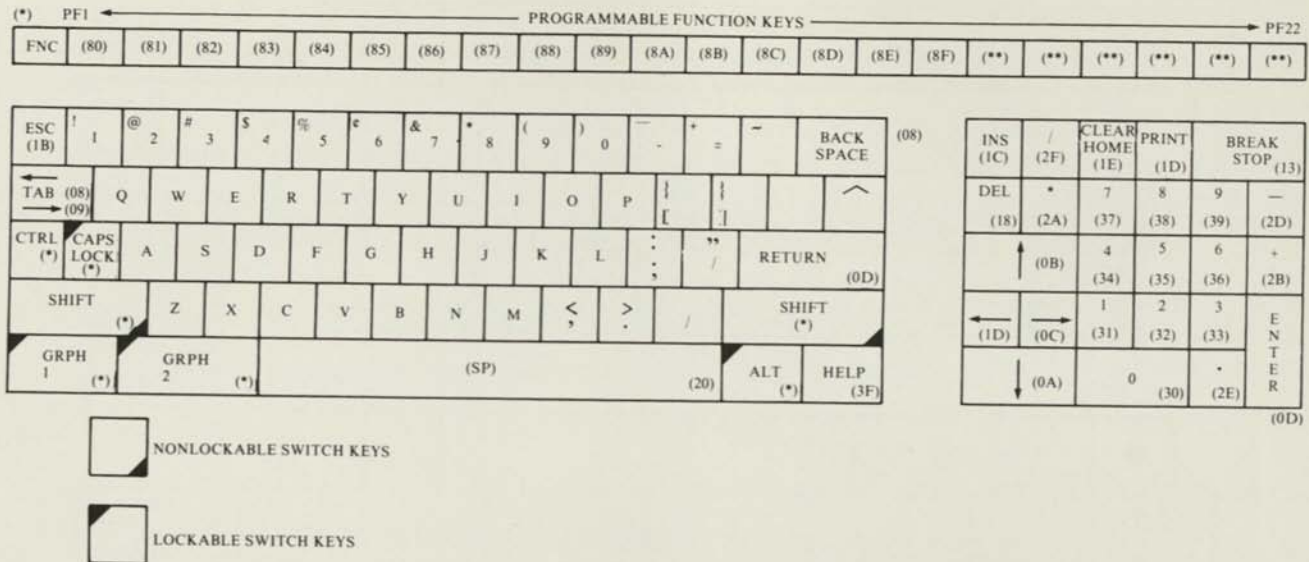 (*) PF1 PROGRAMMABLE FUNCTION KEYS PF22
FNC (80) (81) (82) (83) (84) (85) (86) (87) (88) (89) (8A) (8B) (8C) (8D) (8E) (8F) (**) (**) (**) (**) (**) (**)
ESC (1B) ! 1 @ 2 # 3 $ 4 % 5 ¢ 6 & 7 * 8 ( 9 ) 0 — - + = ~ BACK SPACE (08)
← TAB → (08) (09) Q W E R T Y U I O P } [ } ] ^
CTRL (*) CAPS LOCK (*) A S D F G H J K L : ; ” / RETURN (0D)
SHIFT (*) Z X C V B N M < , > . / SHIFT (*)
GRPH 1 (*) GRPH 2 (*) (SP) (20) ALT (*) HELP (3F)
INS (1C) / (2F) CLEAR HOME (1E) PRINT (1D) BREAK STOP (13)
DEL (18) * (2A) 7 (37) 8 (38) 9 (39) — (2D)
↑ (0B) 4 (34) 5 (35) 6 (36) + (2B)
← (1D) → (0C) 1 (31) 2 (32) 3 (33) ENTER
↓ (0A) 0 (30) . (2E) (0D)
NONLOCKABLE SWITCH KEYS
LOCKABLE SWITCH KEYS